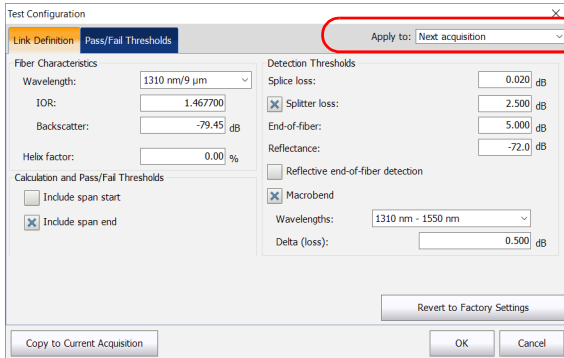 Test Configuration
Link Definition Pass/Fail Thresholds Apply to: Next acquisition
Fiber Characteristics
Wavelength: 1310 nm/9 µm
IOR: 1.467700
Backscatter: -79.45 dB
Helix factor: 0.00 %
Calculation and Pass/Fail Thresholds
Include span start
Include span end
Detection Thresholds
Splice loss: 0.020 dB
Splitter loss: 2.500 dB
End-of-fiber: 5.000 dB
Reflectance: -72.0 dB
Reflective end-of-fiber detection
Macrobend
Wavelengths: 1310 nm - 1550 nm
Delta (loss): 0.500 dB
Revert to Factory Settings
Copy to Current Acquisition OK Cancel